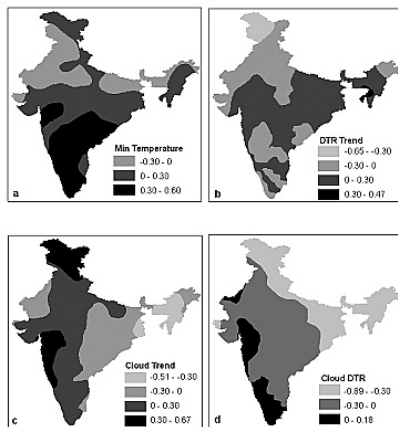 Min Temperature
-0.30 - 0
0 - 0.30
0.30 - 0.60
a
DTR Trend
-0.65 - -0.30
-0.30 - 0
0 - 0.30
0.30 - 0.47
b
Cloud Trend
-0.51 - -0.30
-0.30 - 0
0 - 0.30
0.30 - 0.67
c
Cloud DTR
-0.89 - -0.30
-0.30 - 0
0 - 0.18
d